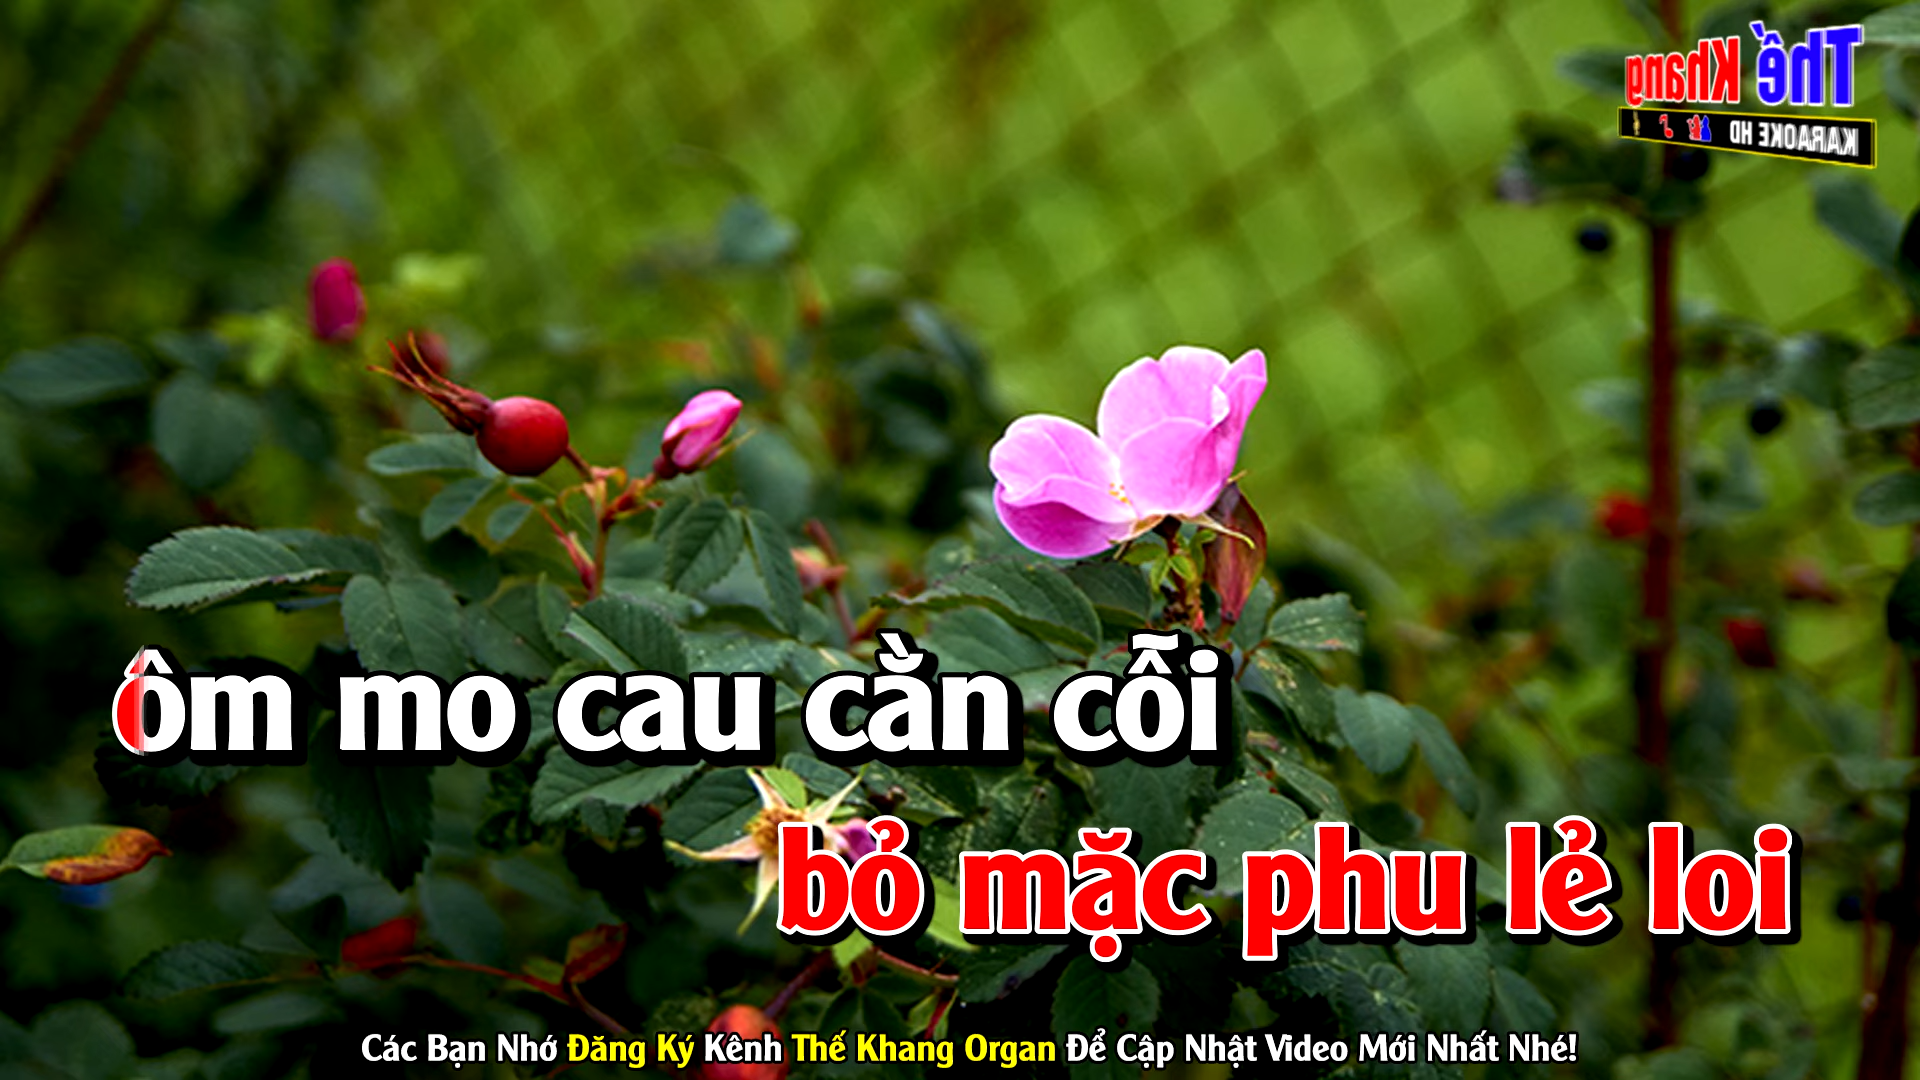 Thế Khang
KARAOKE HD
ôm mo cau cằn cỗi
bỏ mặc phu lẻ loi
Các Bạn Nhớ Đăng Ký Kênh Thế Khang Organ Để Cập Nhật Video Mới Nhất Nhé!